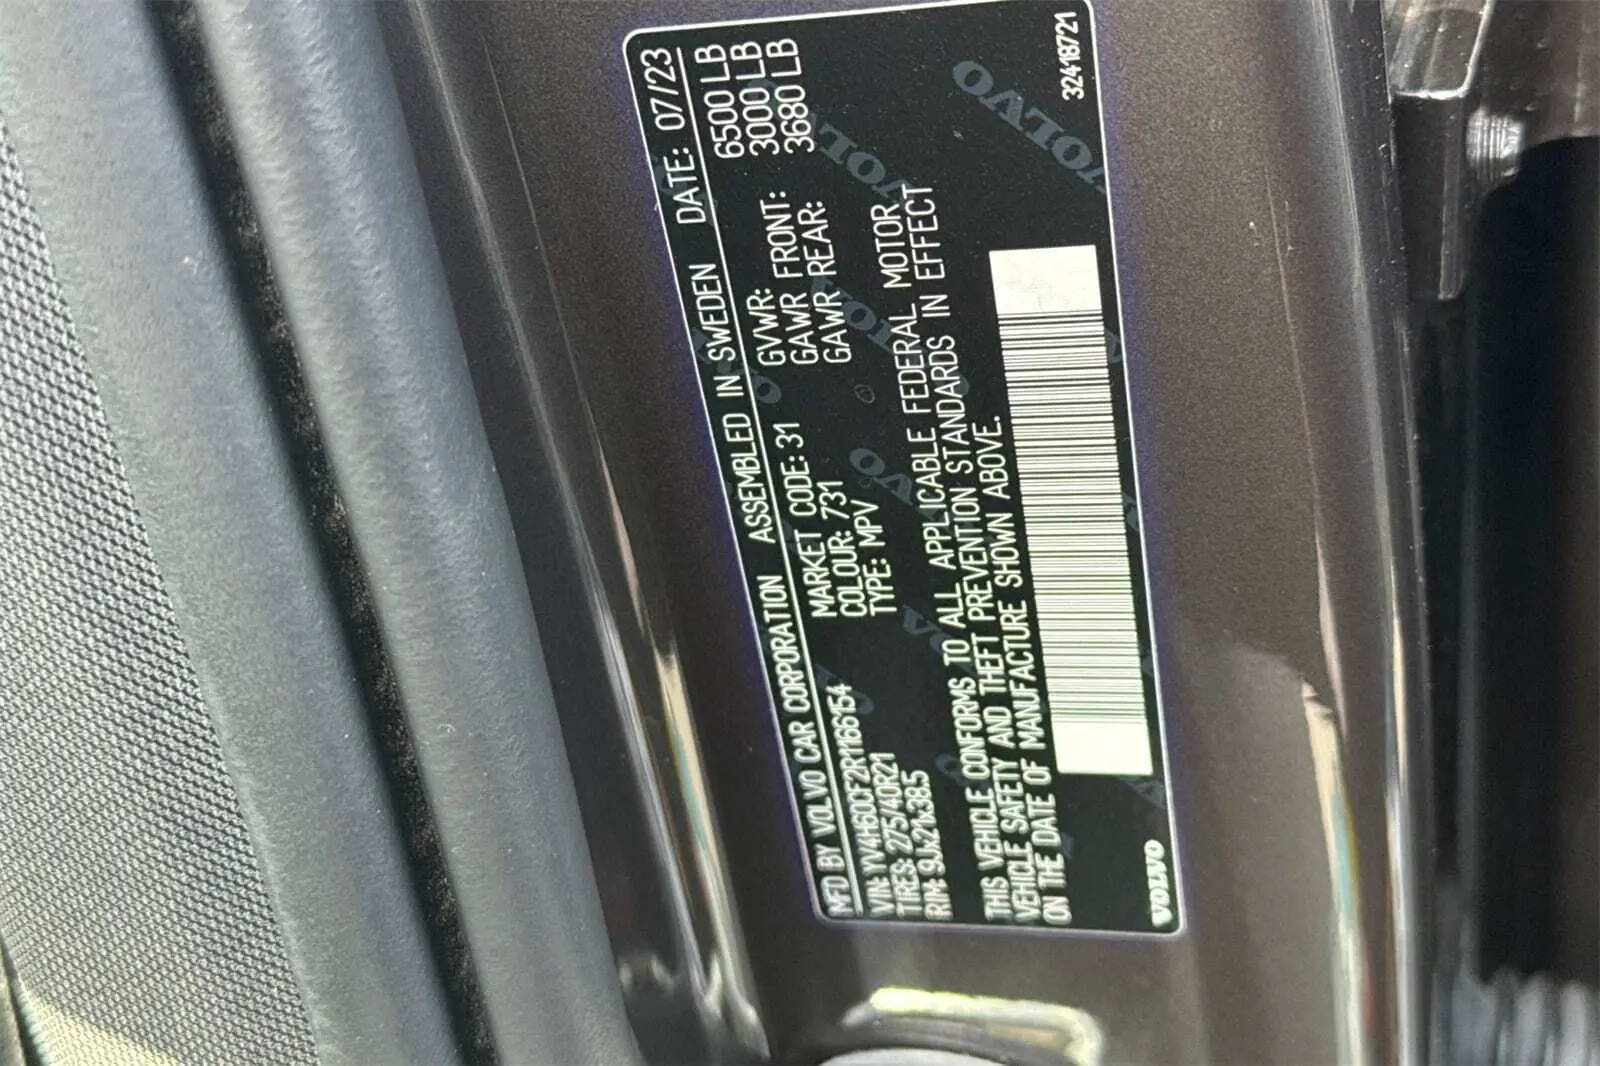 MFD BY VOLVO CAR CORPORATION ASSEMBLED IN SWEDEN DATE: 07/23
VIN: YV4H60CF2R1166154 MARKET CODE: 31 GVWR: 6500 LB
TIRES: 275/40R21 COLOUR: 731 GAWR FRONT: 3000 LB
RIM: 9Jx21x38.5 TYPE: MPV GAWR REAR: 3680 LB
THIS VEHICLE CONFORMS TO ALL APPLICABLE FEDERAL MOTOR
VEHICLE SAFETY AND THEFT PREVENTION STANDARDS IN EFFECT
ON THE DATE OF MANUFACTURE SHOWN ABOVE.
VOLVO 32418721